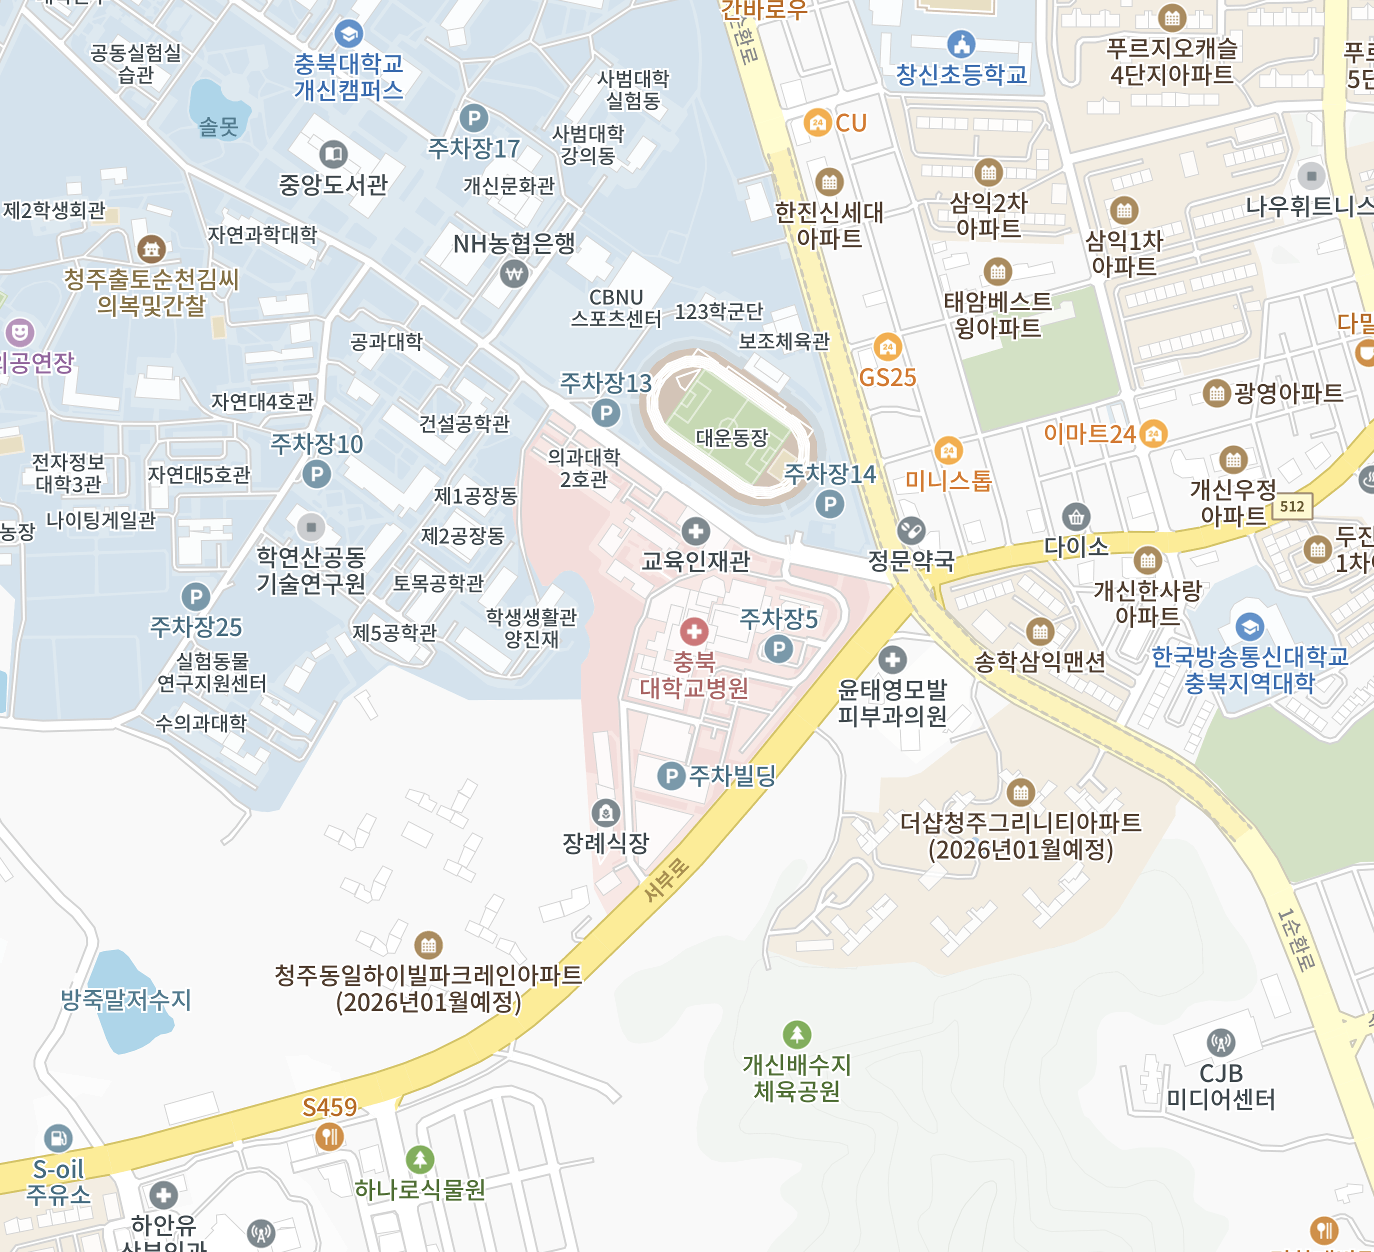 간바로우
순환로
공동실험실
습관
충북대학교
개신캠퍼스
창신초등학교
푸르지오캐슬
4단지아파트
솔못
사범대학
실험동
주차장17
사범대학
강의동
CU
중앙도서관
개신문화관
한진신세대
아파트
삼익2차
아파트
나우휘트니스
제2학생회관
자연과학대학
NH농협은행
삼익1차
아파트
청주출토순천김씨
의복및간찰
CBNU
스포츠센터
123학군단
태암베스트
윙아파트
공과대학
보조체육관
GS25
주차장13
자연대4호관
건설공학관
대운동장
이마트24
광영아파트
주차장10
의과대학
2호관
주차장14
미니스톱
전자정보
대학3관
자연대5호관
제1공장동
개신우정
아파트
512
나이팅게일관
제2공장동
학연산공동
기술연구원
교육인재관
정문약국
다이소
토목공학관
개신한사랑
아파트
주차장25
제5공학관
학생생활관
양진재
주차장5
충북
대학교병원
송학삼익맨션
한국방송통신대학교
충북지역대학
실험동물
연구지원센터
수의과대학
윤태영모발
피부과의원
주차빌딩
장례식장
더샵청주그리니티아파트
(2026년01월예정)
서부로
1순환로
청주동일하이빌파크레인아파트
(2026년01월예정)
방죽말저수지
개신배수지
체육공원
CJB
미디어센터
S459
S-oil
주유소
하나로식물원
하안유